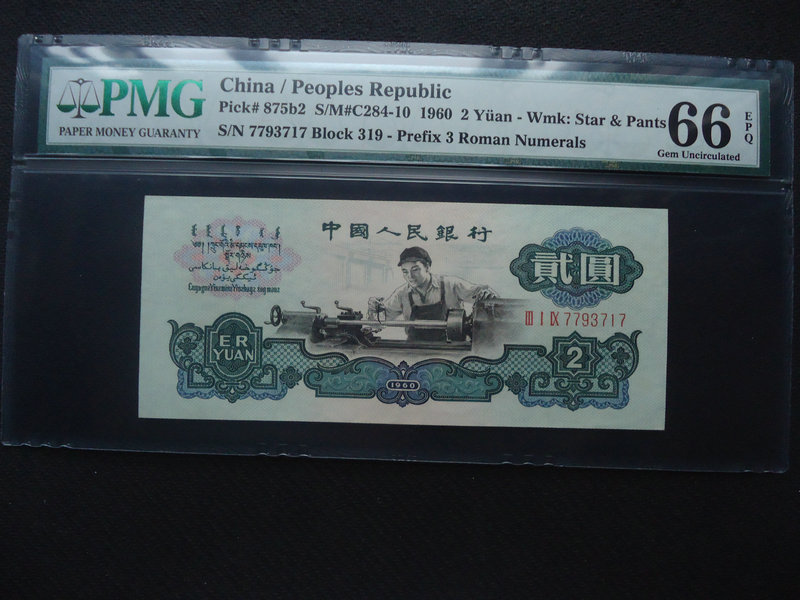 PMG
PAPER MONEY GUARANTY
China / Peoples Republic
Pick# 875b2 S/M#C284-10 1960 2 Yüan - Wmk: Star & Pants
S/N 7793717 Block 319 - Prefix 3 Roman Numerals
66
EPQ
Gem Uncirculated
中國人民銀行
貳圓
III I IX 7793717
ER
YUAN
1960
2